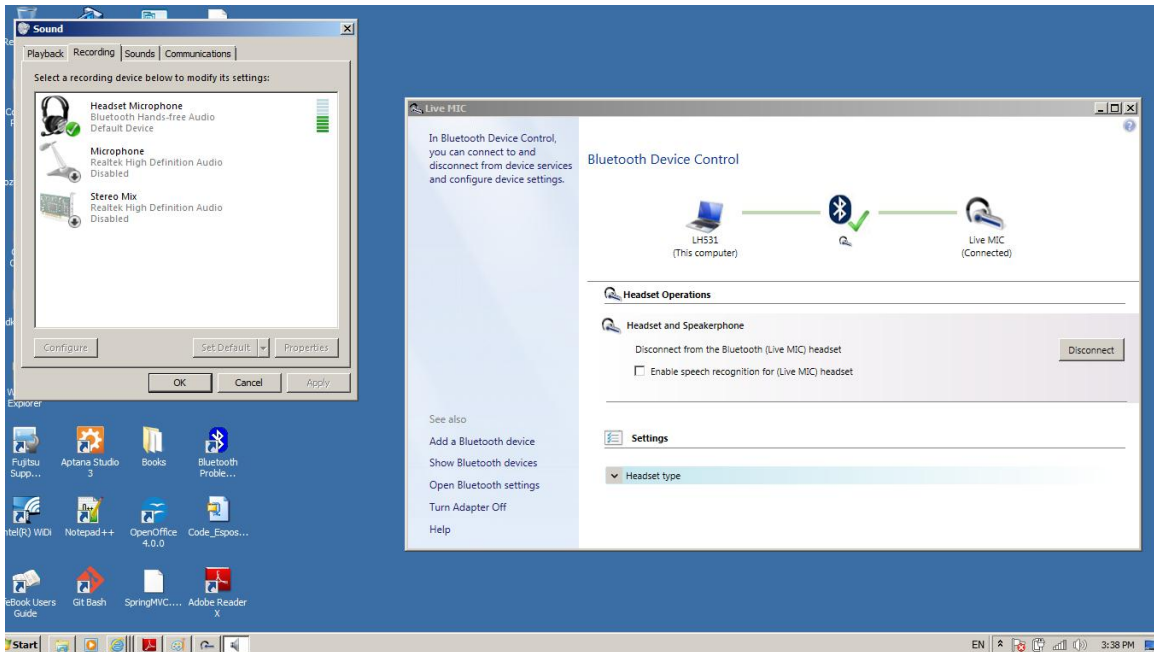 Sound
Playback
Recording
Sounds
Communications
Select a recording device below to modify its settings:
Headset Microphone
Bluetooth Hands-free Audio
Default Device
Microphone
Realtek High Definition Audio
Disabled
Stereo Mix
Realtek High Definition Audio
Disabled
Configure
Set Default
Properties
OK
Cancel
Apply
Live MIC
In Bluetooth Device Control,
you can connect to and
disconnect from device services
and configure device settings.
Bluetooth Device Control
LH531
(This computer)
Live MIC
(Connected)
Headset Operations
Headset and Speakerphone
Disconnect from the Bluetooth (Live MIC) headset
Disconnect
Enable speech recognition for (Live MIC) headset
See also
Add a Bluetooth device
Show Bluetooth devices
Open Bluetooth settings
Turn Adapter Off
Help
Settings
Headset type
Explorer
Fujitsu
Supp...
Aptana Studio
3
Books
Bluetooth
Proble...
ntel(R) WiDi
Notepad++
OpenOffice
4.0.0
Code_Espos...
eBook Users
Guide
Git Bash
SpringMVC....
Adobe Reader
X
Start
EN
3:38 PM